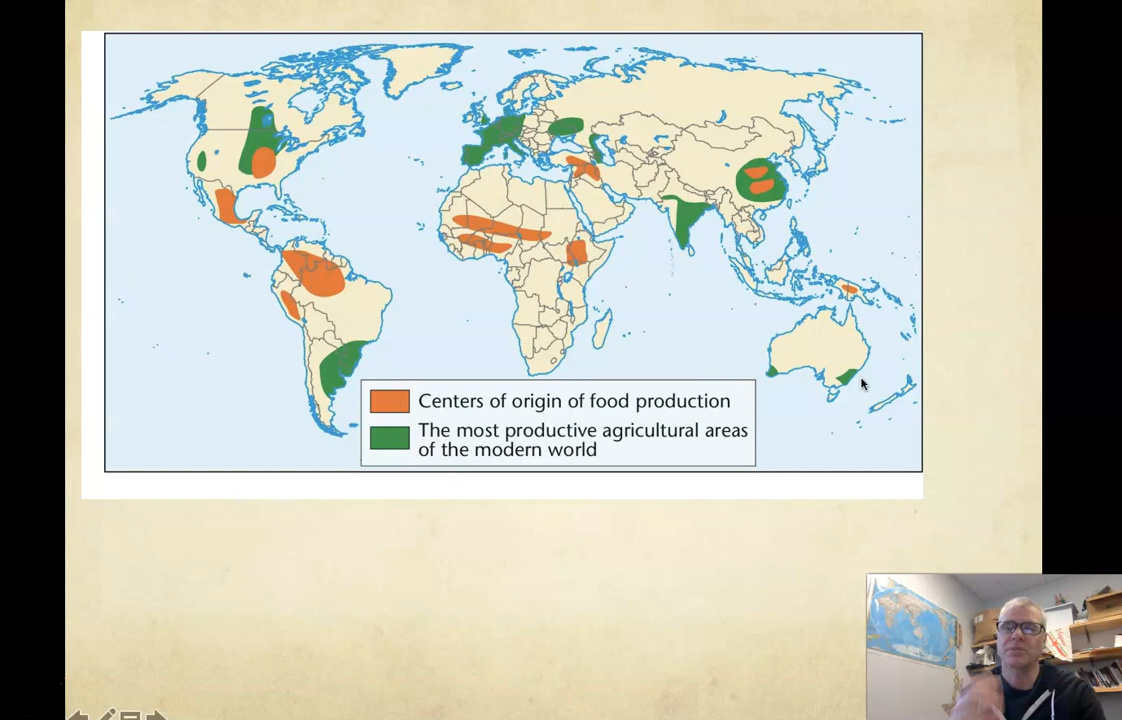 Centers of origin of food production
The most productive agricultural areas
of the modern world